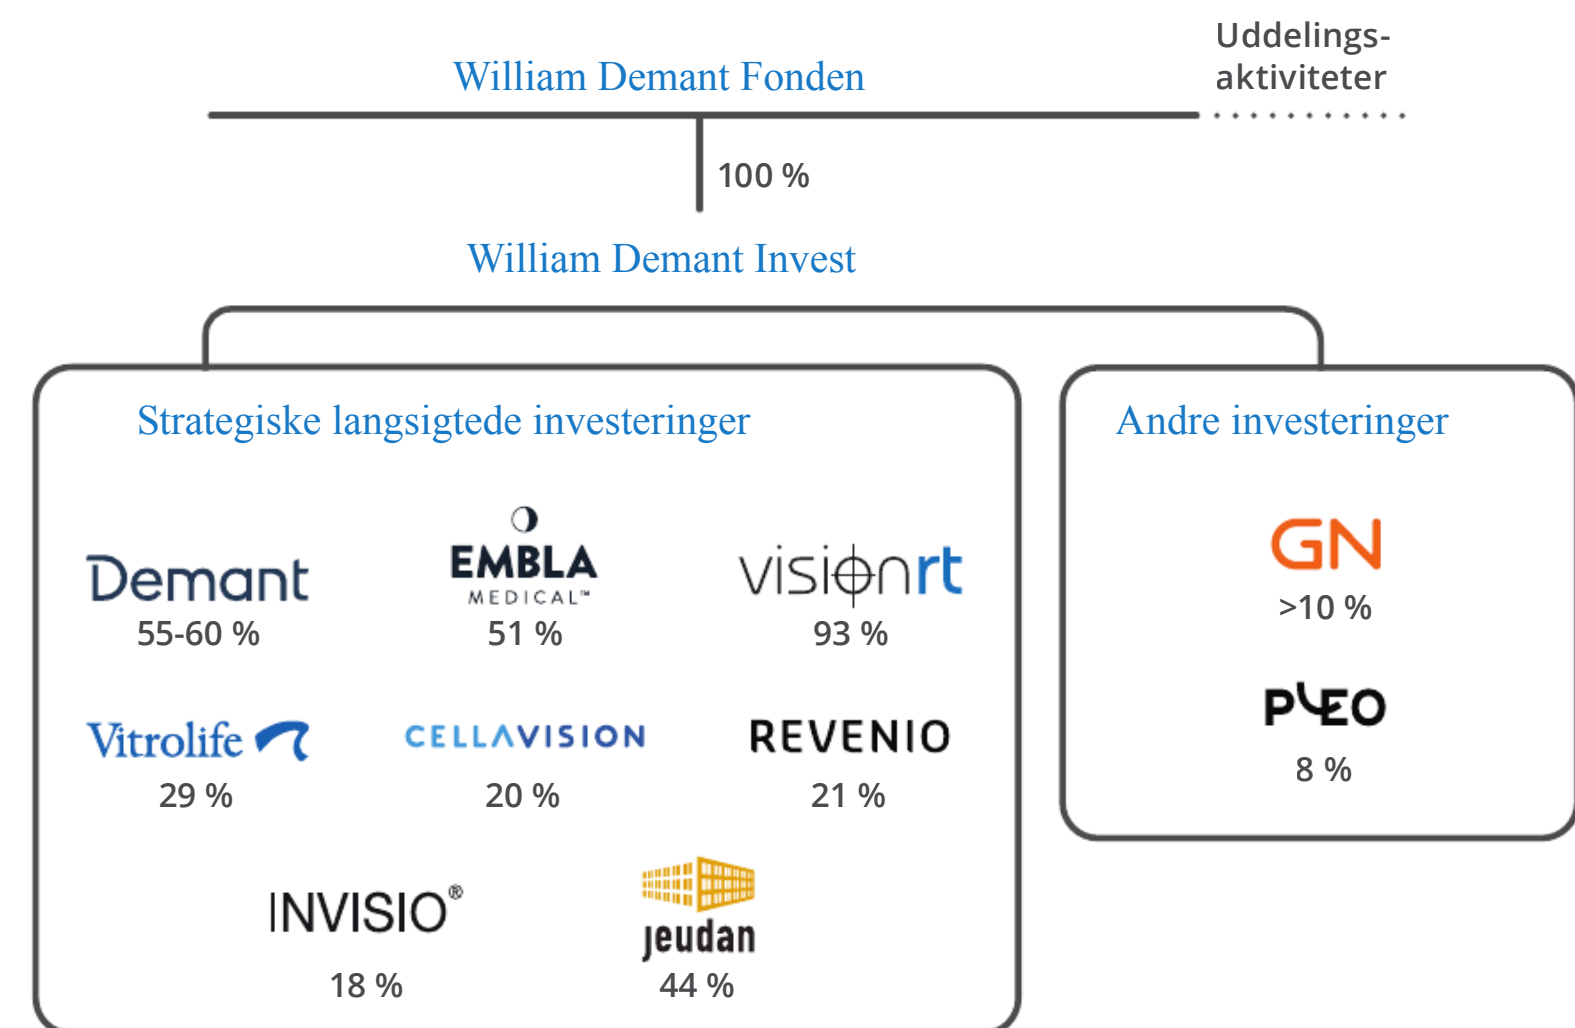 Uddelings-
aktiviteter
William Demant Fonden
100 %
William Demant Invest
Strategiske langsigtede investeringer
Demant
55-60 %
EMBLA
MEDICAL™
51 %
visionrt
93 %
Vitrolife
29 %
CELLAVISION
20 %
REVENIO
21 %
INVISIO®
18 %
Jeudan
44 %
Andre investeringer
GN
>10 %
PLEO
8 %